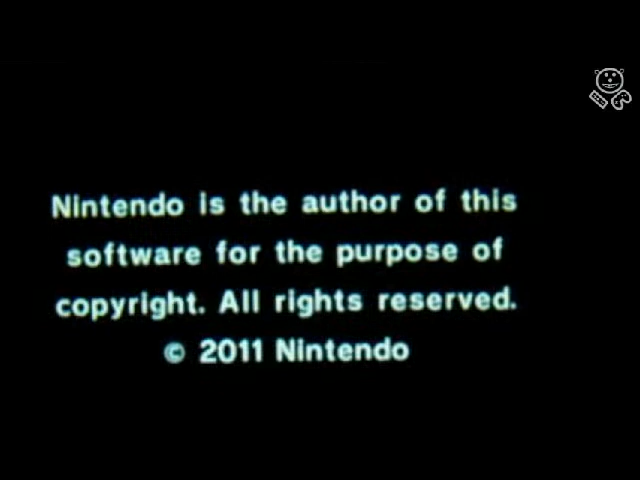 Nintendo is the author of this
software for the purpose of
copyright. All rights reserved.
© 2011 Nintendo